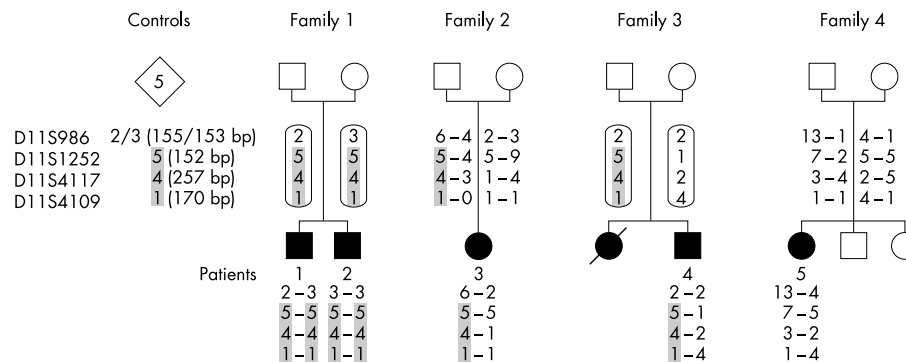 Controls Family 1 Family 2 Family 3 Family 4
5
D11S986 2/3 (155/153 bp) 2 3 6–4 2–3 2 2 13–1 4–1
D11S1252 5 (152 bp) 5 5 5–4 5–9 5 1 7–2 5–5
D11S4117 4 (257 bp) 4 4 4–3 1–4 4 2 3–4 2–5
D11S4109 1 (170 bp) 1 1 1–0 1–1 1 4 1–1 4–1
Patients 1 2 3 4 5
2–3 3–3 6–2 2–2 13–4
5–5 5–5 5–5 5–1 7–5
4–4 4–4 4–1 4–2 3–2
1–1 1–1 1–1 1–4 1–4